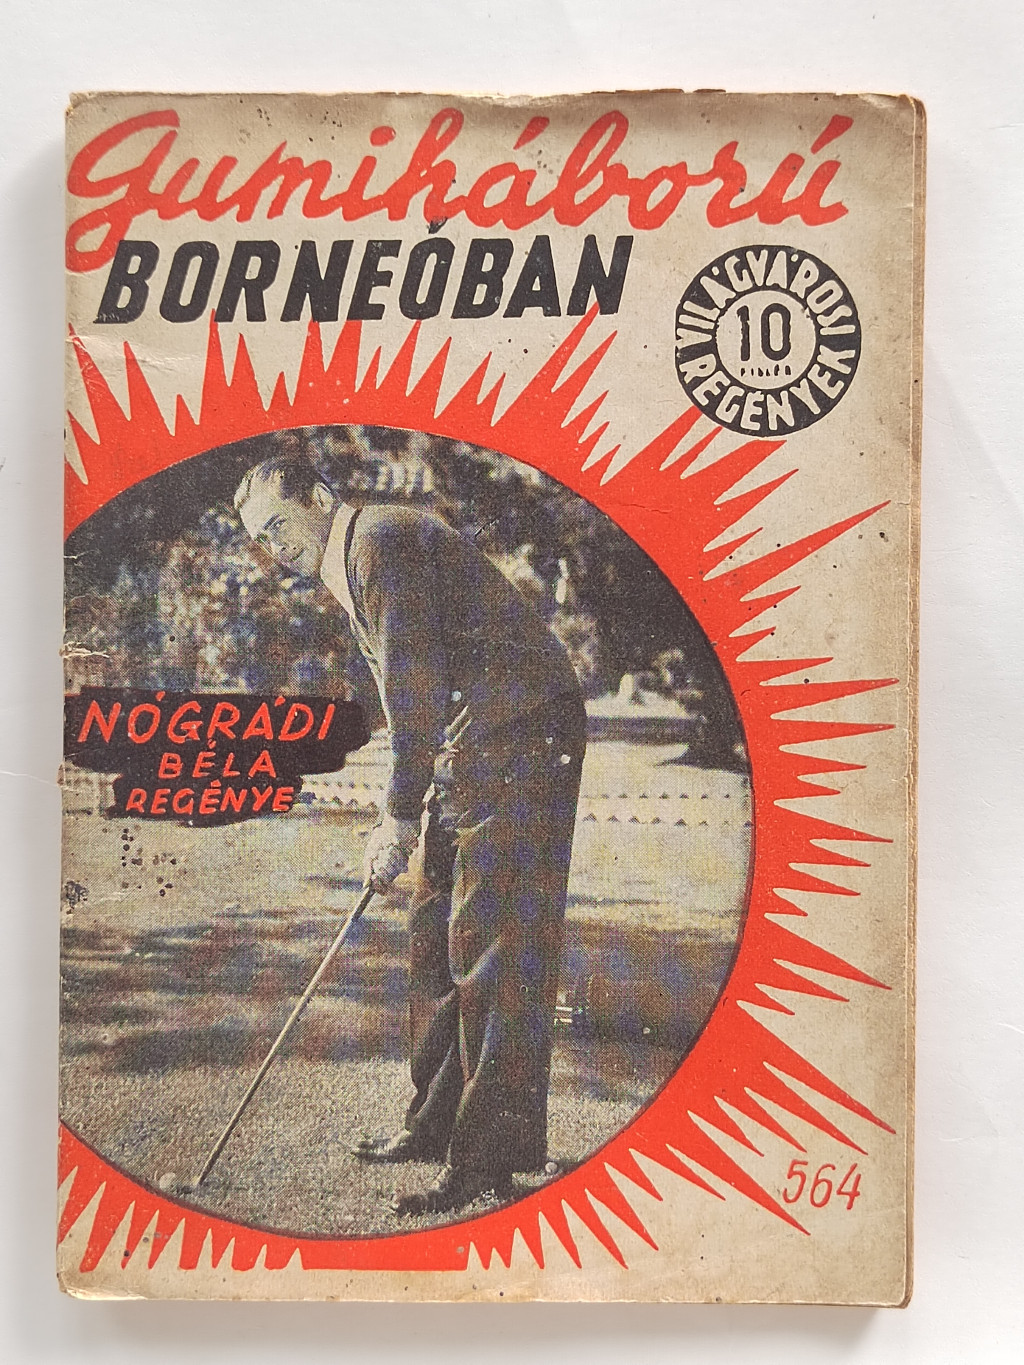 Gumiháború
BORNEÓBAN
VILÁGVÁROSI
REGÉNYEK
10
FILLÉR
NÓGRÁDI
BÉLA
REGÉNYE
564